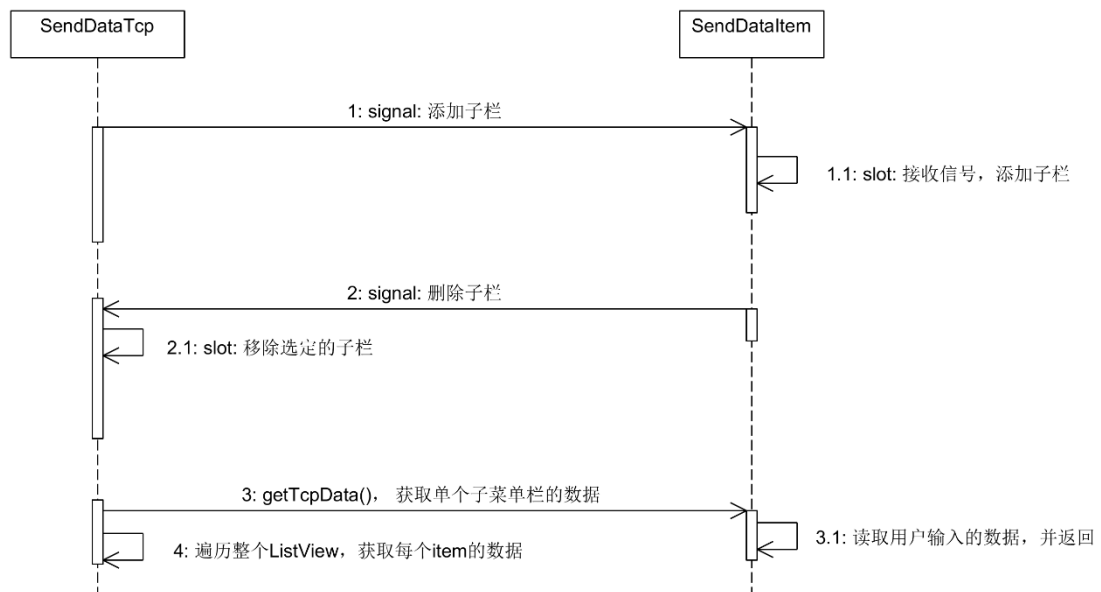 SendDataTcp
SendDataItem
1: signal: 添加子栏
1.1: slot: 接收信号，添加子栏
2: signal: 删除子栏
2.1: slot: 移除选定的子栏
3: getTcpData()， 获取单个子菜单栏的数据
3.1: 读取用户输入的数据，并返回
4: 遍历整个ListView，获取每个item的数据